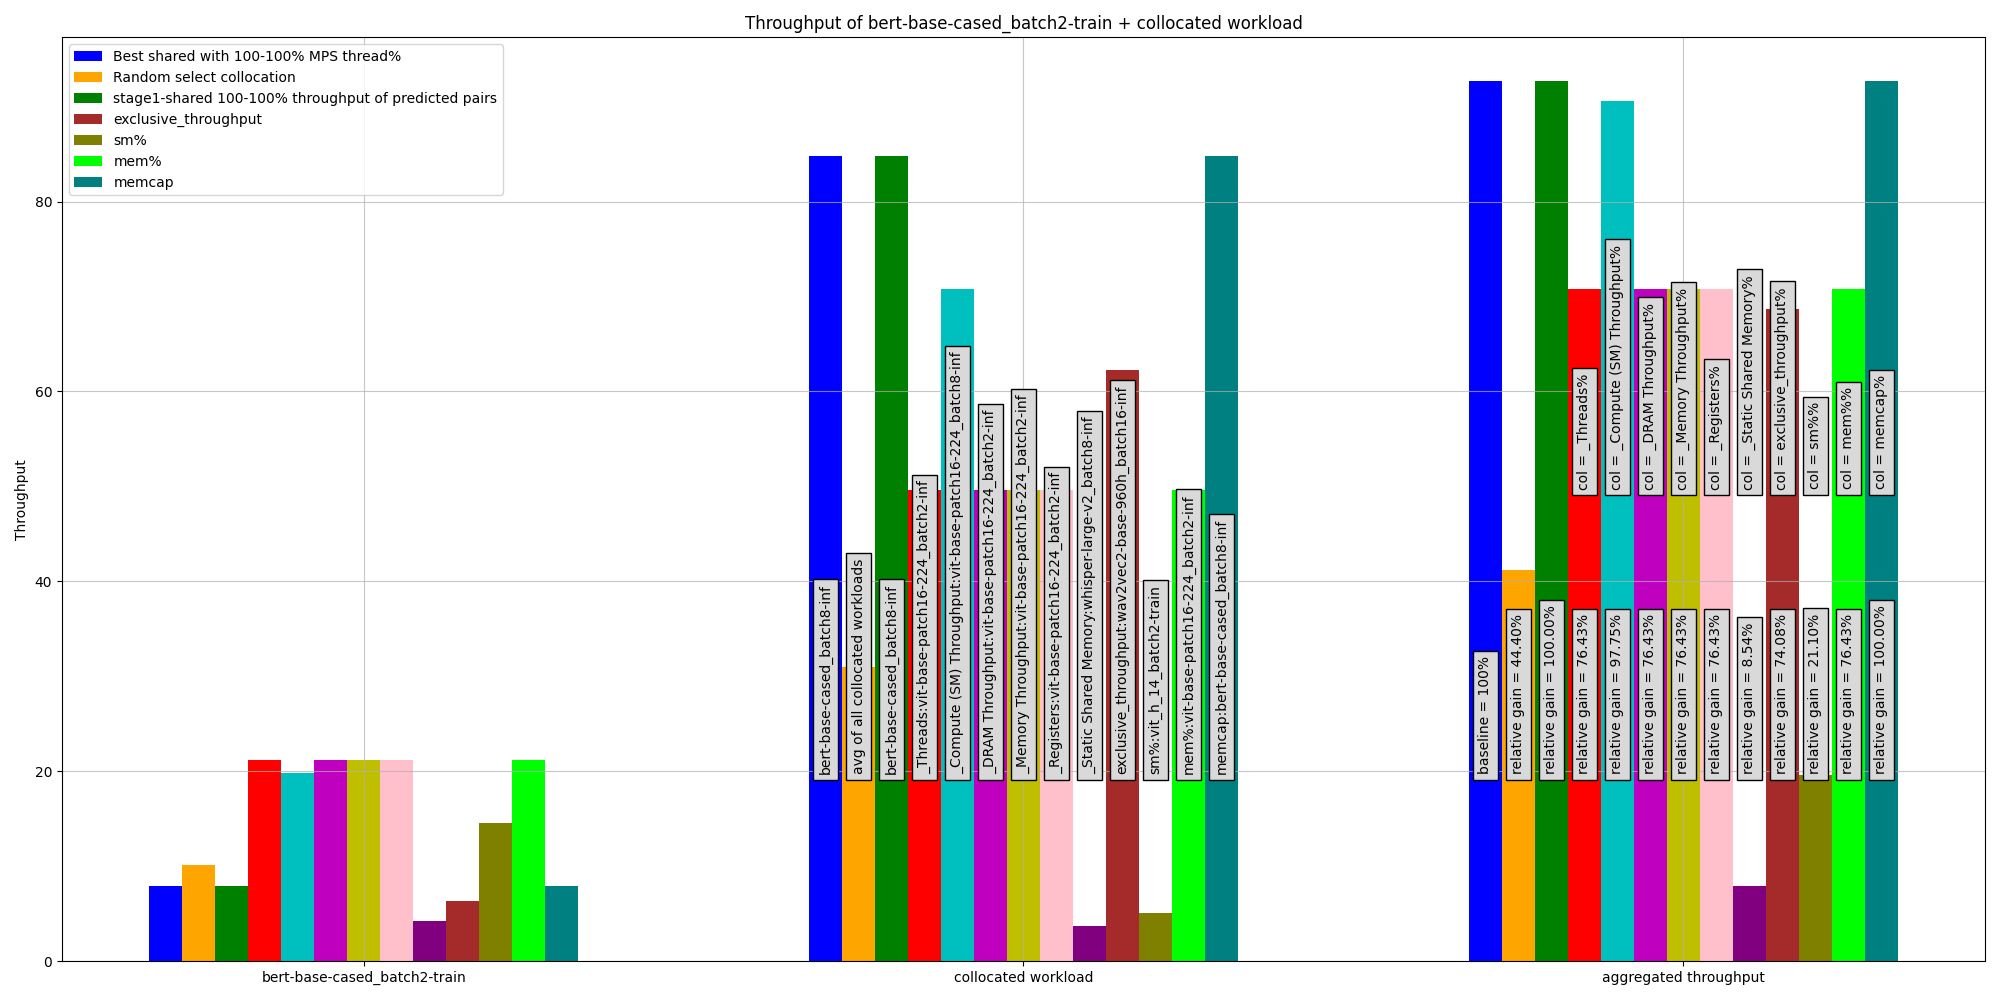 Throughput of bert-base-cased_batch2-train + collocated workload
Best shared with 100-100% MPS thread%
Random select collocation
stage1-shared 100-100% throughput of predicted pairs
exclusive_throughput
sm%
mem%
memcap
Throughput
80
60
40
20
0
bert-base-cased_batch8-inf
avg of all collocated workloads
bert-base-cased_batch8-inf
_Threads:vit-base-patch16-224_batch2-inf
_Compute (SM) Throughput:vit-base-patch16-224_batch8-inf
_DRAM Throughput:vit-base-patch16-224_batch2-inf
_Memory Throughput:vit-base-patch16-224_batch2-inf
_Registers:vit-base-patch16-224_batch2-inf
_Static Shared Memory:whisper-large-v2_batch8-inf
exclusive_throughput:wav2vec2-base-960h_batch16-inf
sm%:vit_h_14_batch2-train
mem%:vit-base-patch16-224_batch2-inf
memcap:bert-base-cased_batch8-inf
col = _Threads%
col = _Compute (SM) Throughput%
col = _DRAM Throughput%
col = _Memory Throughput%
col = _Registers%
col = _Static Shared Memory%
col = exclusive_throughput%
col = sm%%
col = mem%%
col = memcap%
baseline = 100%
relative gain = 44.40%
relative gain = 100.00%
relative gain = 76.43%
relative gain = 97.75%
relative gain = 76.43%
relative gain = 76.43%
relative gain = 76.43%
relative gain = 8.54%
relative gain = 74.08%
relative gain = 21.10%
relative gain = 76.43%
relative gain = 100.00%
bert-base-cased_batch2-train
collocated workload
aggregated throughput